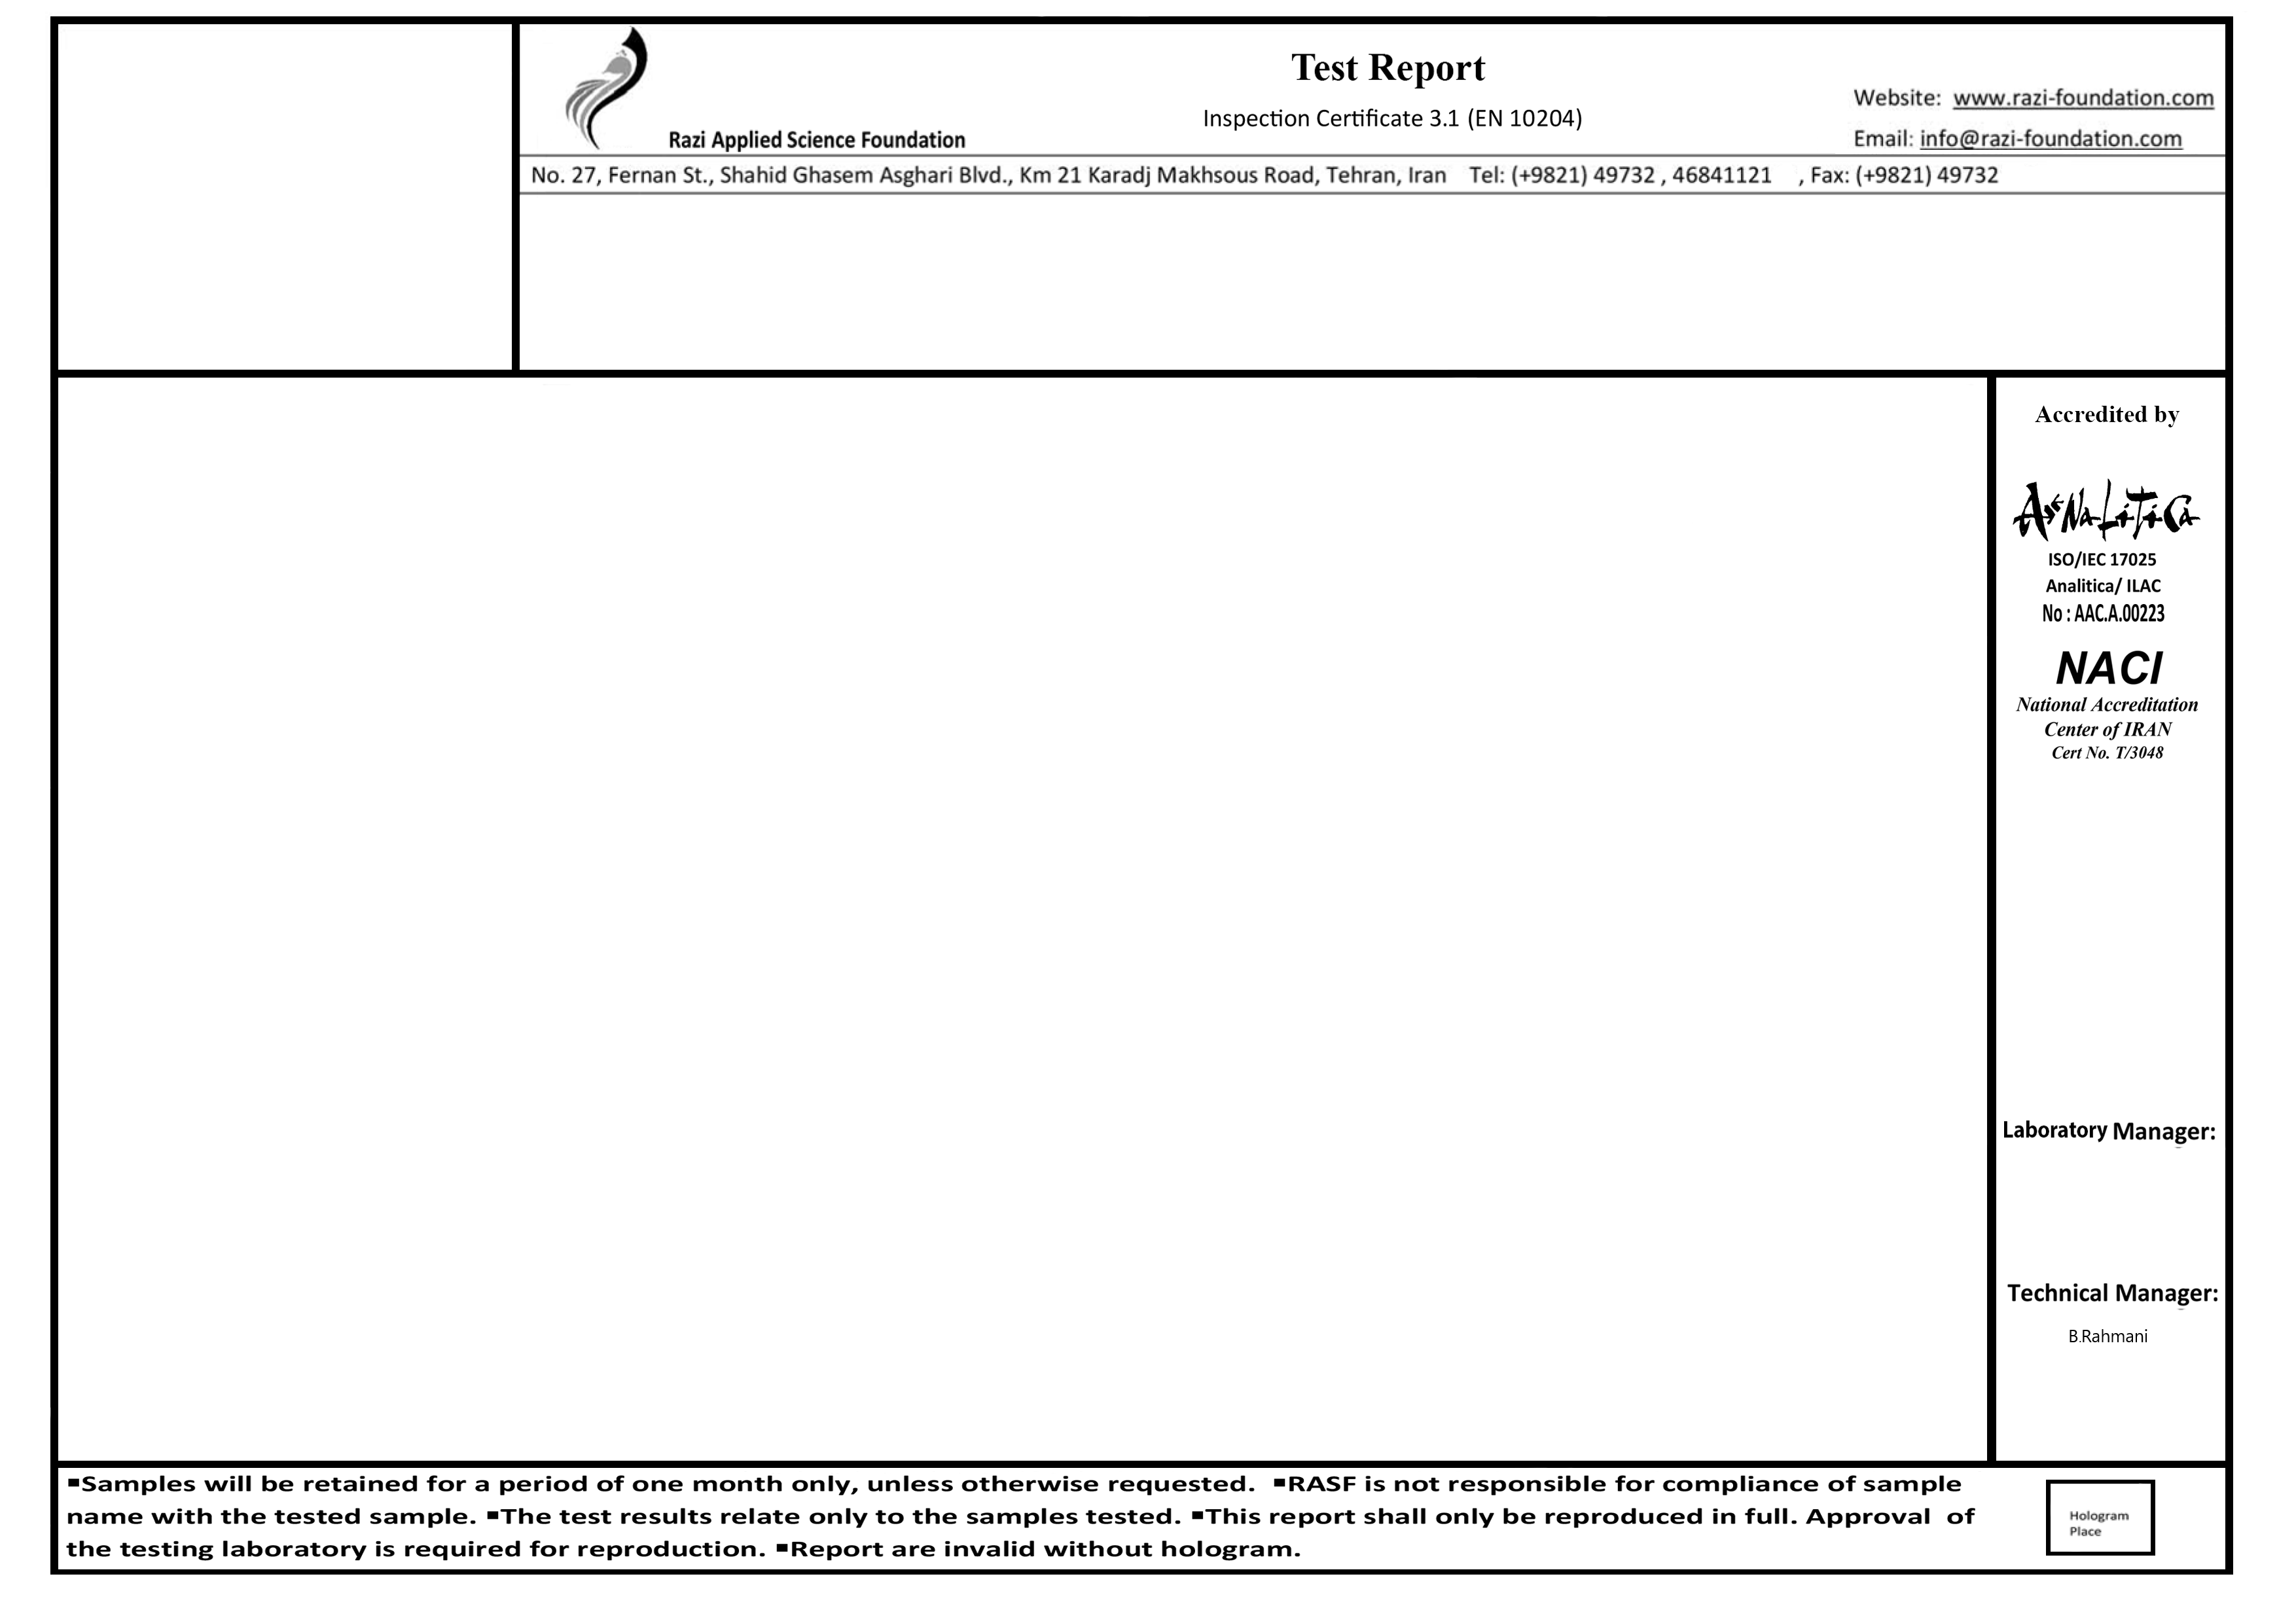 Test Report
Inspection Certificate 3.1 (EN 10204)
Razi Applied Science Foundation
Website: www.razi-foundation.com
Email: info@razi-foundation.com
No. 27, Fernan St., Shahid Ghasem Asghari Blvd., Km 21 Karadj Makhsous Road, Tehran, Iran Tel: (+9821) 49732 , 46841121 , Fax: (+9821) 49732
Accredited by
AⱯNaLiTiCa
ISO/IEC 17025
Analitica/ ILAC
No : AAC.A.00223
NACI
National Accreditation
Center of IRAN
Cert No. T/3048
Laboratory Manager:
Technical Manager:
B.Rahmani
▪Samples will be retained for a period of one month only, unless otherwise requested. ▪RASF is not responsible for compliance of sample
name with the tested sample. ▪The test results relate only to the samples tested. ▪This report shall only be reproduced in full. Approval of
the testing laboratory is required for reproduction. ▪Report are invalid without hologram.
Hologram
Place